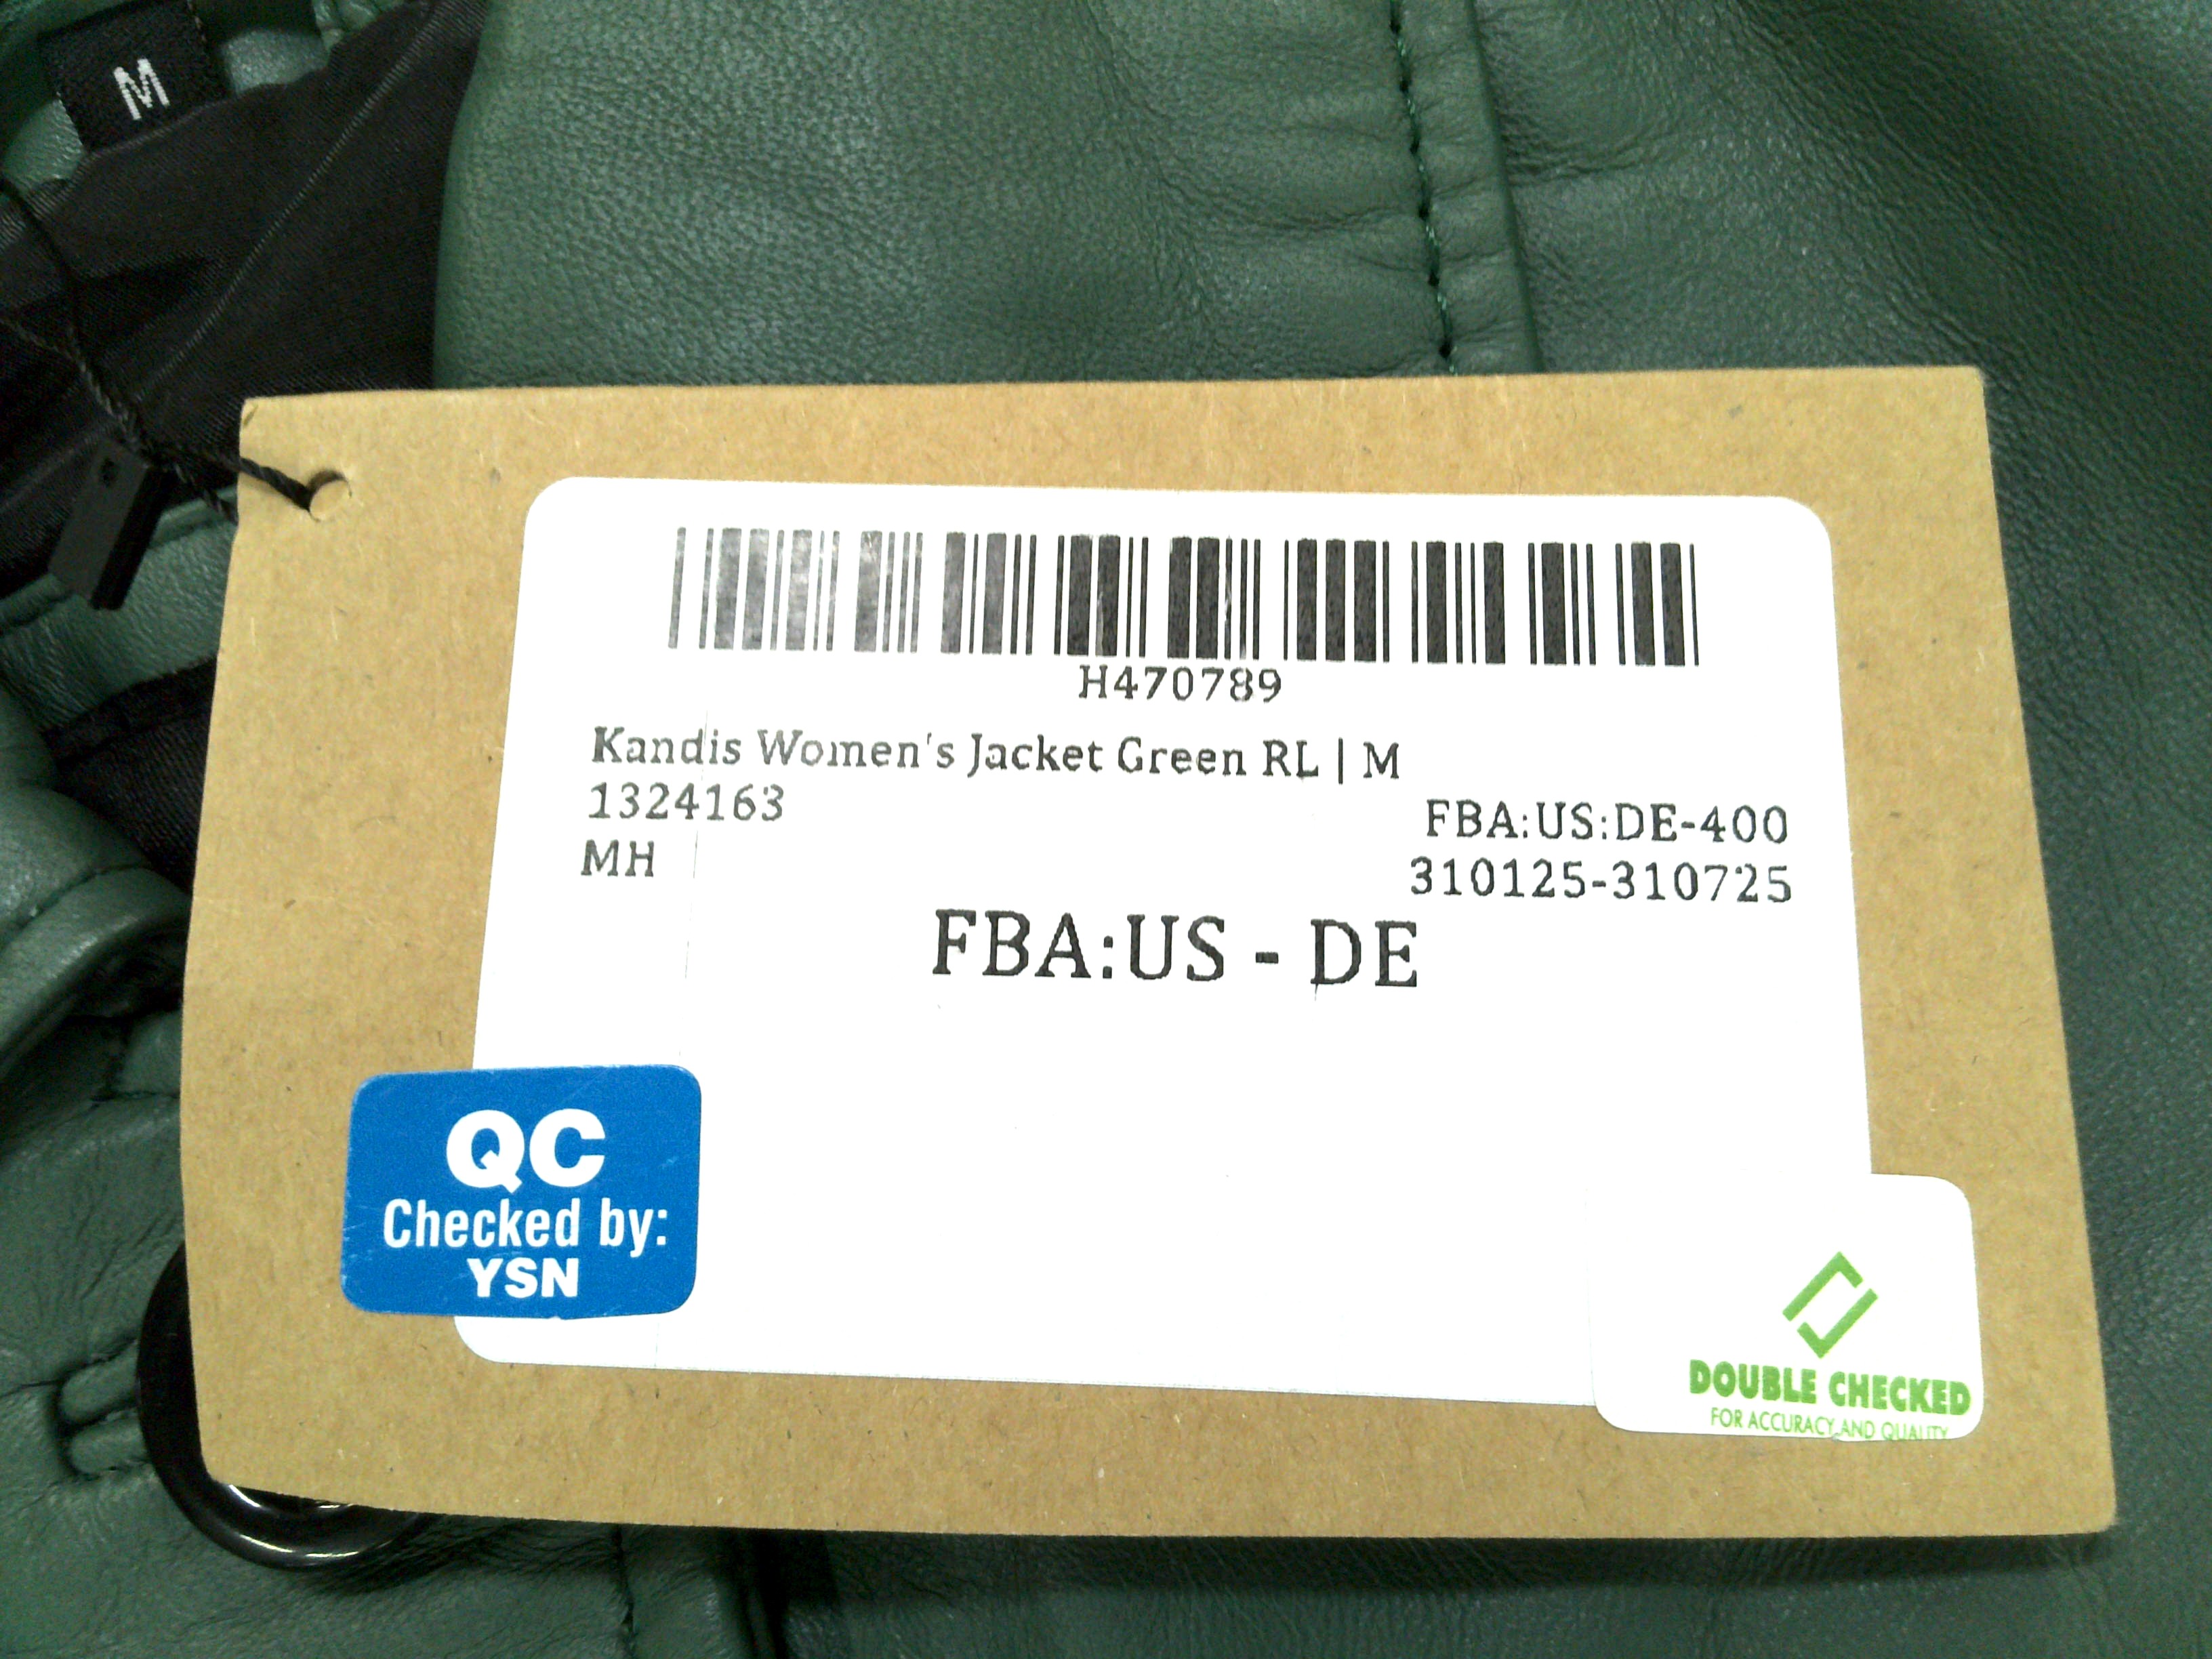 M
H470789
Kandis Women's Jacket Green RL | M
1324163
FBA:US:DE-400
MH
310125-310725
FBA:US - DE
QC
Checked by:
YSN
DOUBLE CHECKED
FOR ACCURACY AND QUALITY